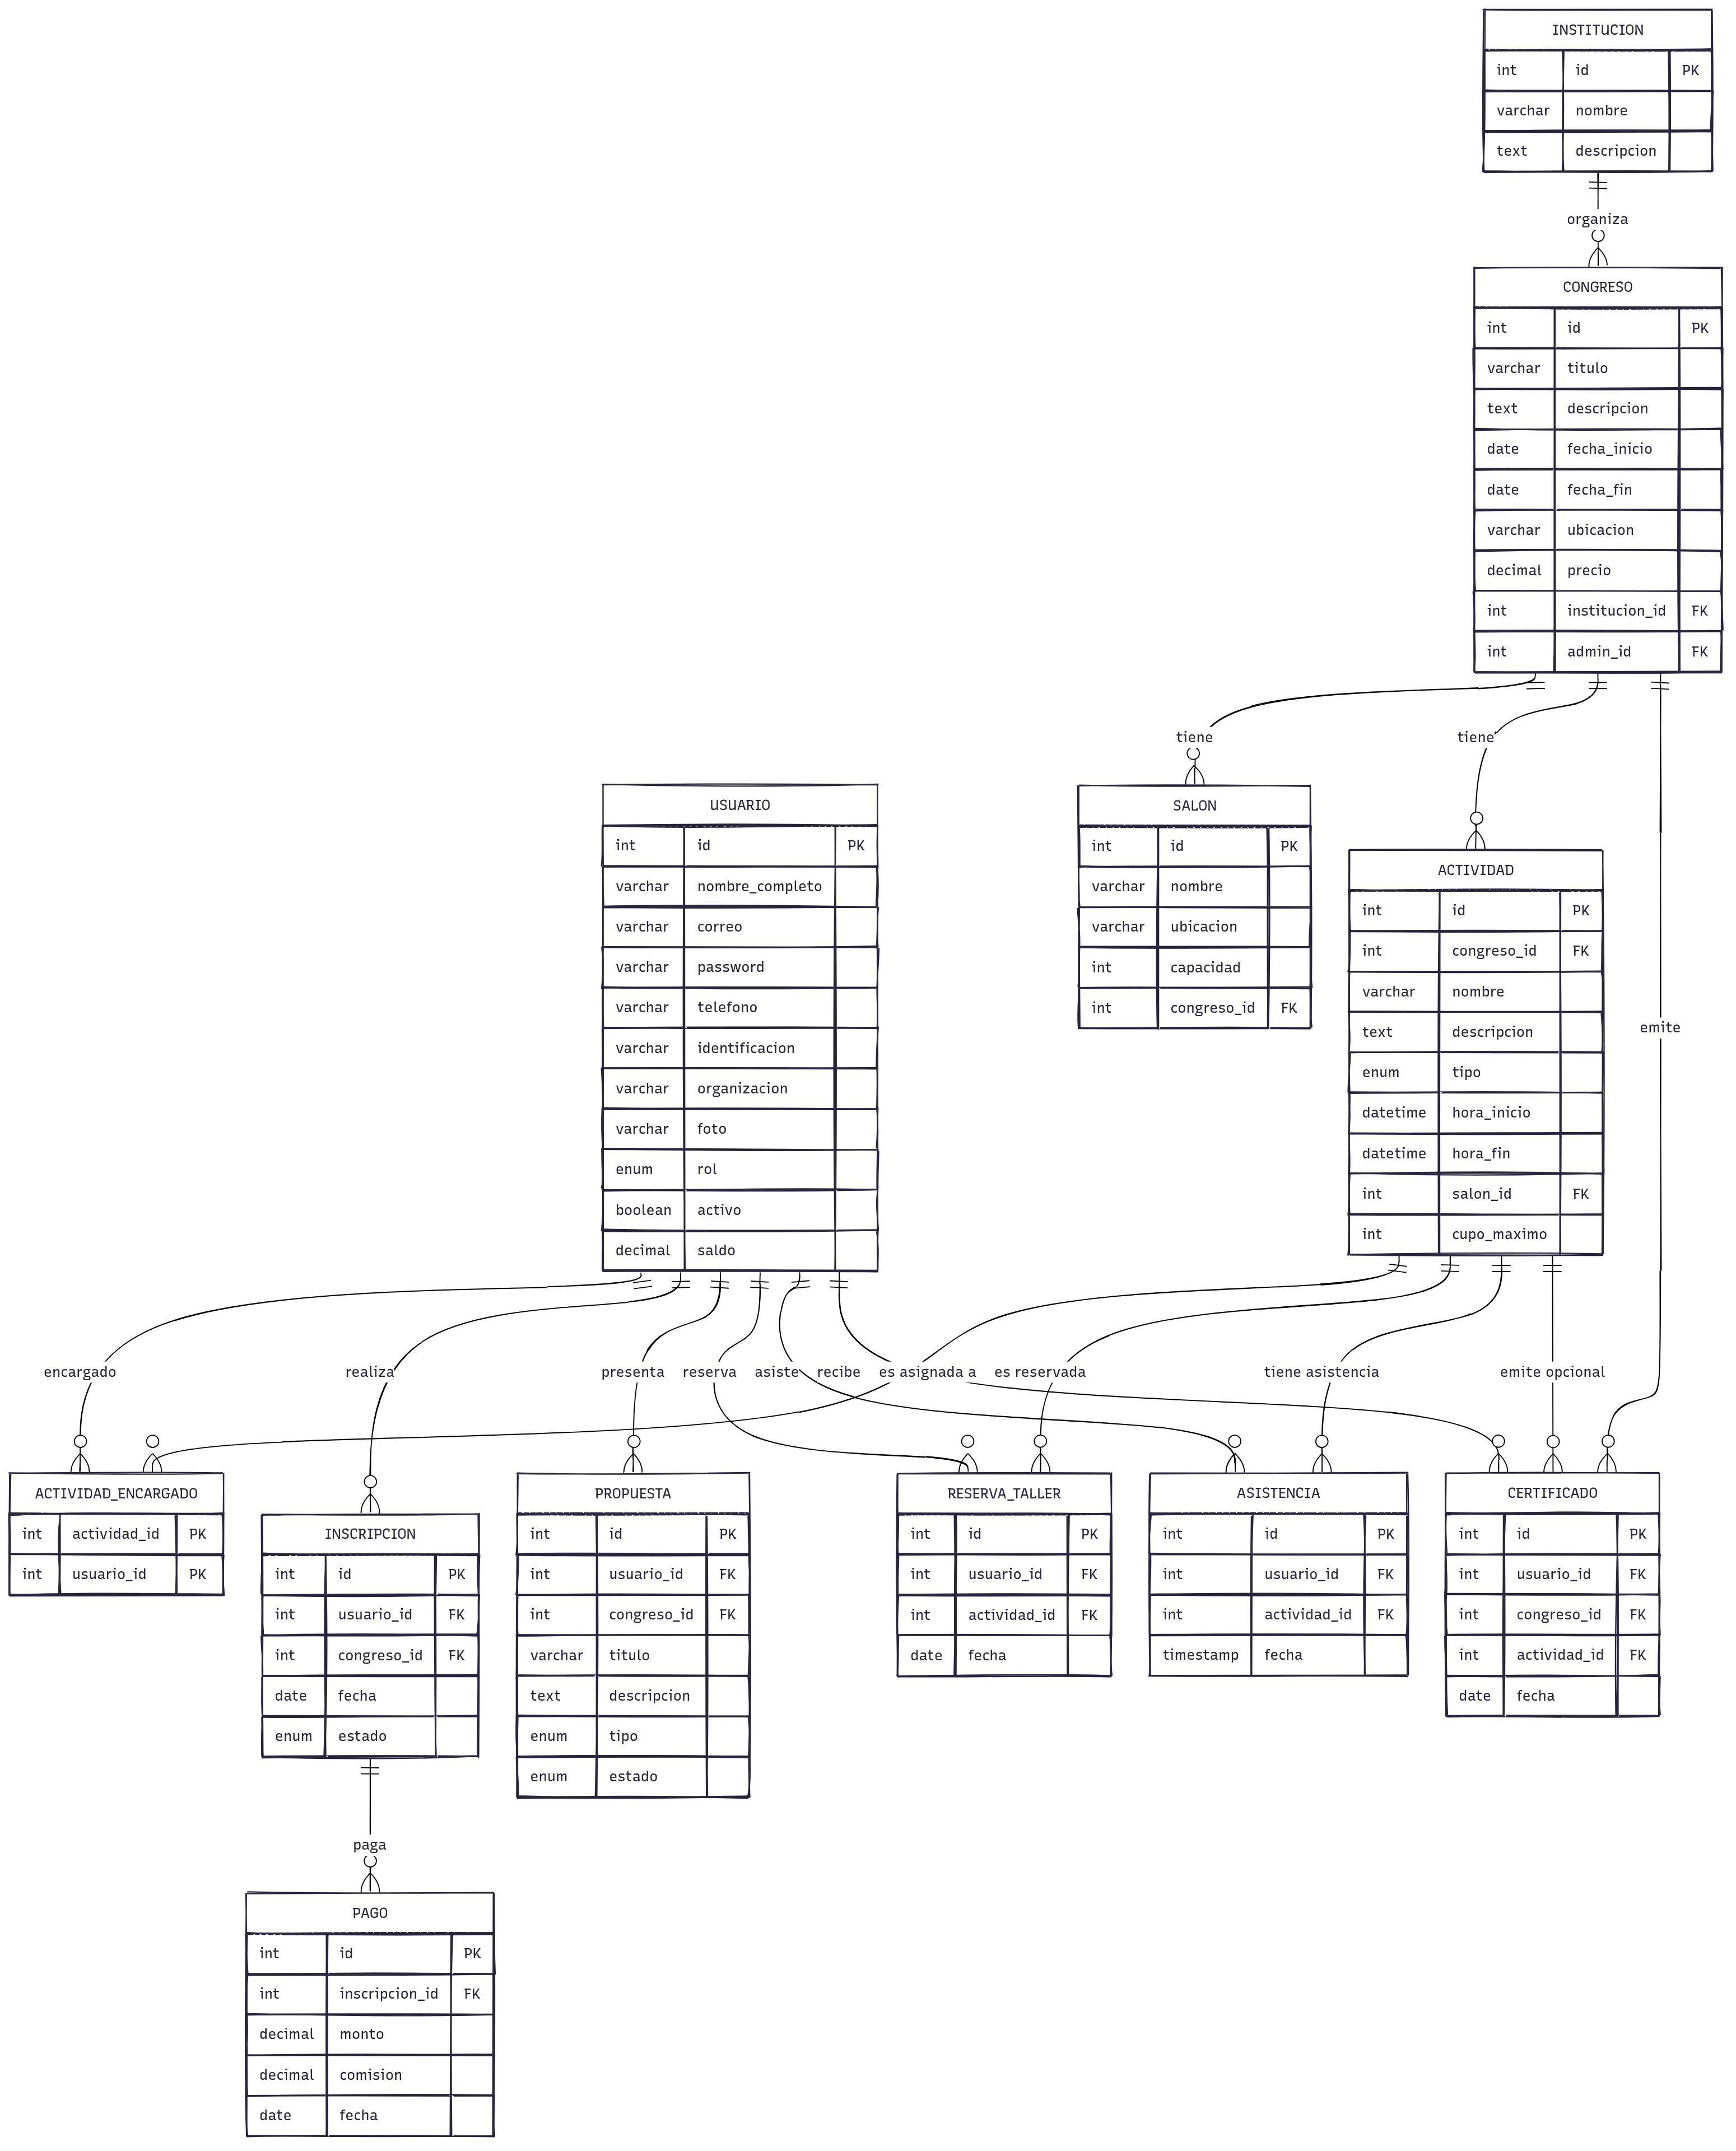 INSTITUCION
int id PK
varchar nombre
text descripcion
organiza
CONGRESO
int id PK
varchar titulo
text descripcion
date fecha_inicio
date fecha_fin
varchar ubicacion
decimal precio
int institucion_id FK
int admin_id FK
tiene
tiene
USUARIO
int id PK
varchar nombre_completo
varchar correo
varchar password
varchar telefono
varchar identificacion
varchar organizacion
varchar foto
enum rol
boolean activo
decimal saldo
SALON
int id PK
varchar nombre
varchar ubicacion
int capacidad
int congreso_id FK
ACTIVIDAD
int id PK
int congreso_id FK
varchar nombre
text descripcion
enum tipo
datetime hora_inicio
datetime hora_fin
int salon_id FK
int cupo_maximo
emite
encargado
realiza
presenta
reserva
asiste
recibe
es asignada a
es reservada
tiene asistencia
emite opcional
ACTIVIDAD_ENCARGADO
int actividad_id PK
int usuario_id PK
INSCRIPCION
int id PK
int usuario_id FK
int congreso_id FK
date fecha
enum estado
PROPUESTA
int id PK
int usuario_id FK
int congreso_id FK
varchar titulo
text descripcion
enum tipo
enum estado
RESERVA_TALLER
int id PK
int usuario_id FK
int actividad_id FK
date fecha
ASISTENCIA
int id PK
int usuario_id FK
int actividad_id FK
timestamp fecha
CERTIFICADO
int id PK
int usuario_id FK
int congreso_id FK
int actividad_id FK
date fecha
paga
PAGO
int id PK
int inscripcion_id FK
decimal monto
decimal comision
date fecha